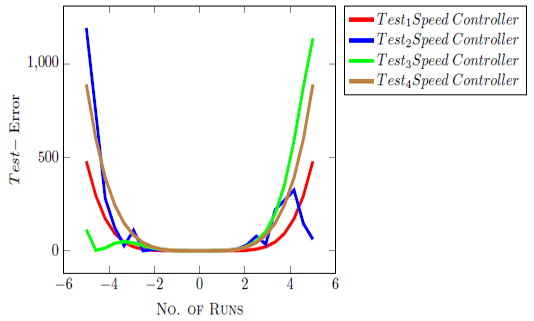 1,000
500
0
−6 −4 −2 0 2 4 6
Test− Error
No. of Runs
Test₁Speed Controller
Test₂Speed Controller
Test₃Speed Controller
Test₄Speed Controller